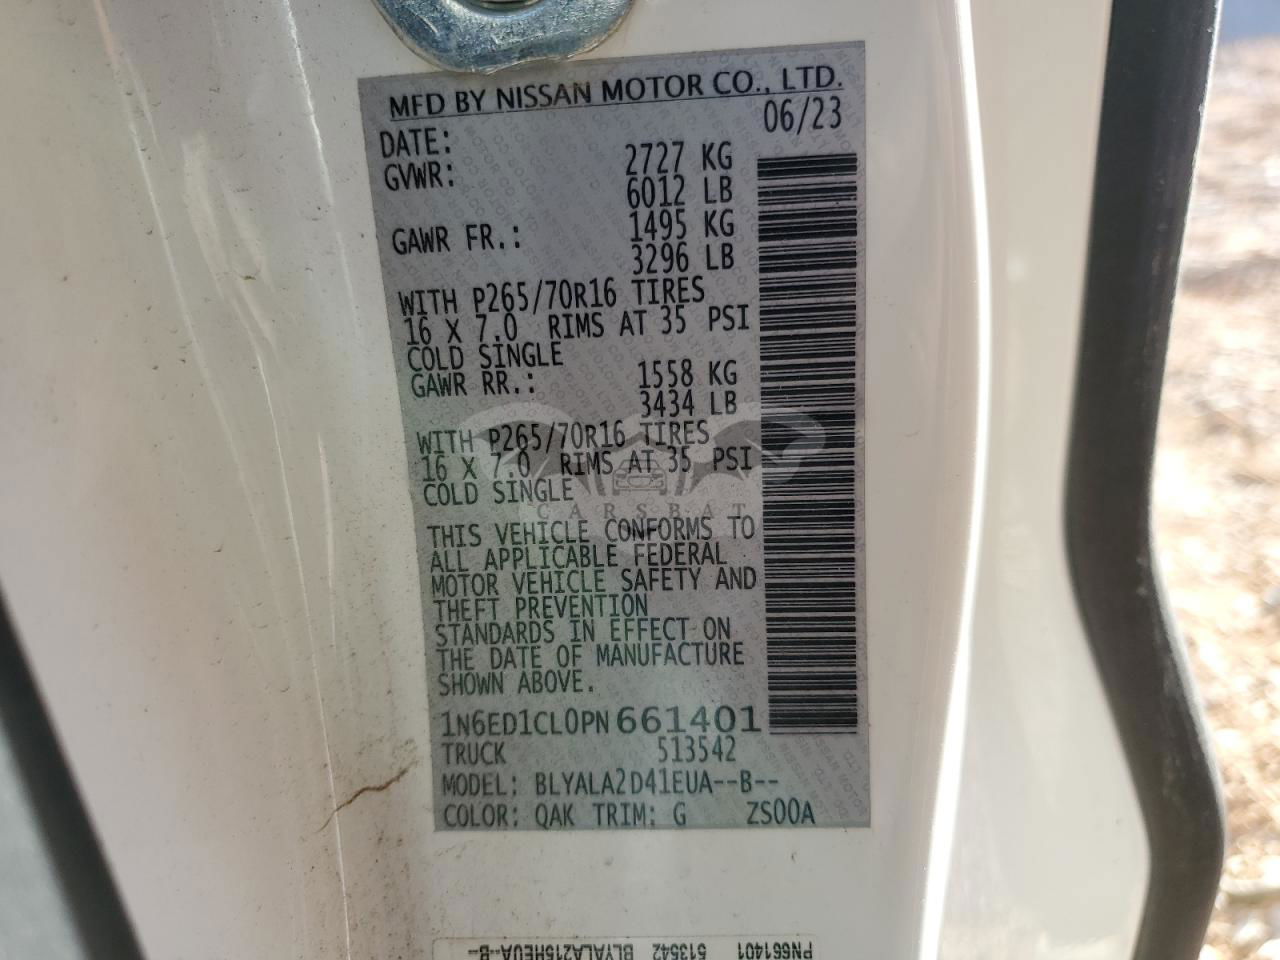 MFD BY NISSAN MOTOR CO., LTD.
DATE: 06/23
GVWR: 2727 KG
6012 LB
GAWR FR.: 1495 KG
3296 LB
WITH P265/70R16 TIRES
16 X 7.0 RIMS AT 35 PSI
COLD SINGLE
GAWR RR.: 1558 KG
3434 LB
WITH P265/70R16 TIRES
16 X 7.0 RIMS AT 35 PSI
COLD SINGLE
CARSBAT
THIS VEHICLE CONFORMS TO
ALL APPLICABLE FEDERAL
MOTOR VEHICLE SAFETY AND
THEFT PREVENTION
STANDARDS IN EFFECT ON
THE DATE OF MANUFACTURE
SHOWN ABOVE.
1N6ED1CL0PN661401
TRUCK 513542
MODEL: BLYALA2D41EUA--B--
COLOR: QAK TRIM: G ZS00A
PN661401 513542 BLYALA215HEUA--B--